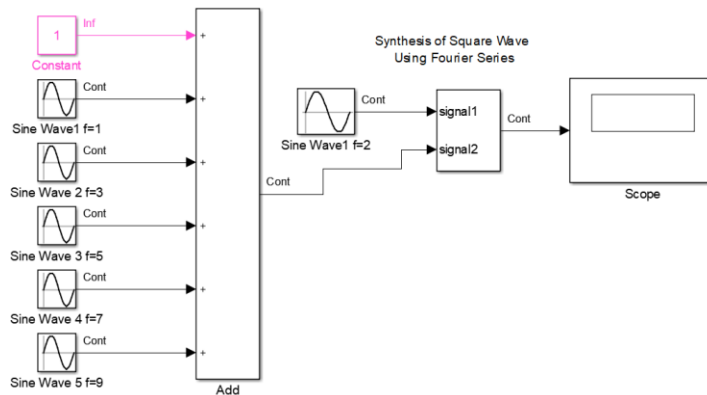 Inf
1
+
Constant
Cont
+
Sine Wave1 f=1
Cont
+
Sine Wave 2 f=3
Cont
+
Sine Wave 3 f=5
Cont
+
Sine Wave 4 f=7
Cont
+
Sine Wave 5 f=9
Add
Cont
Synthesis of Square Wave
Using Fourier Series
Cont
Sine Wave1 f=2
signal1
signal2
Cont
Scope